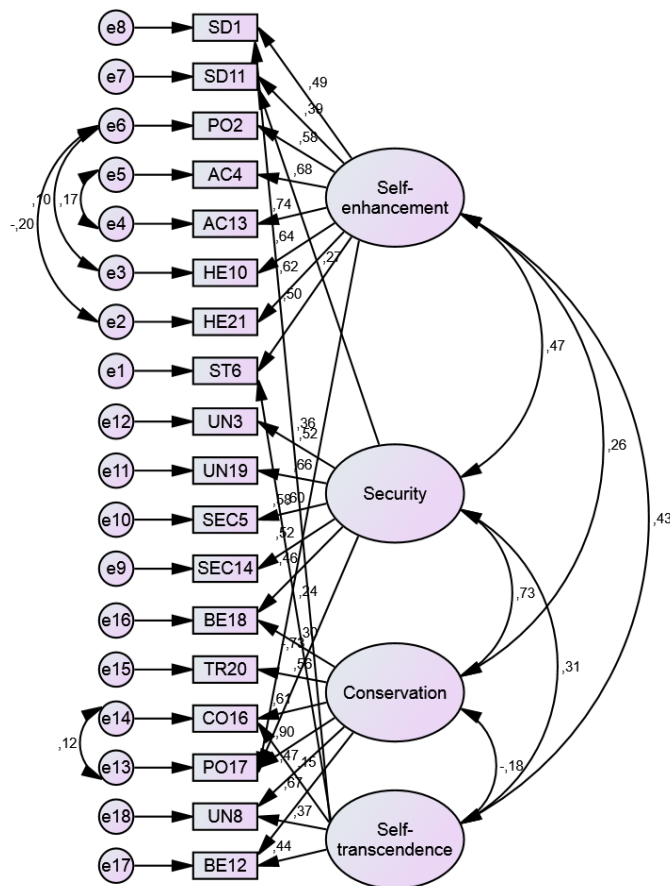 e8 SD1
,49
e7 SD11
,39
e6 PO2
,58
e5 AC4
,68
Self-
enhancement
,10 ,17
-,20
e4 AC13
,74
,64
e3 HE10
,62
,27
,50
e2 HE21
,47
e1 ST6
e12 UN3
,36
,52
,26
e11 UN19
,66
Security
,58
,60
,43
e10 SEC5
,52
e9 SEC14
,46
,24
,73
e16 BE18
,30
-,73
e15 TR20
,56
,31
Conservation
e14 CO16
,61
,90
,12
e13 PO17
,47
,15
-,18
,67
e18 UN8
,37
Self-
transcendence
e17 BE12
,44